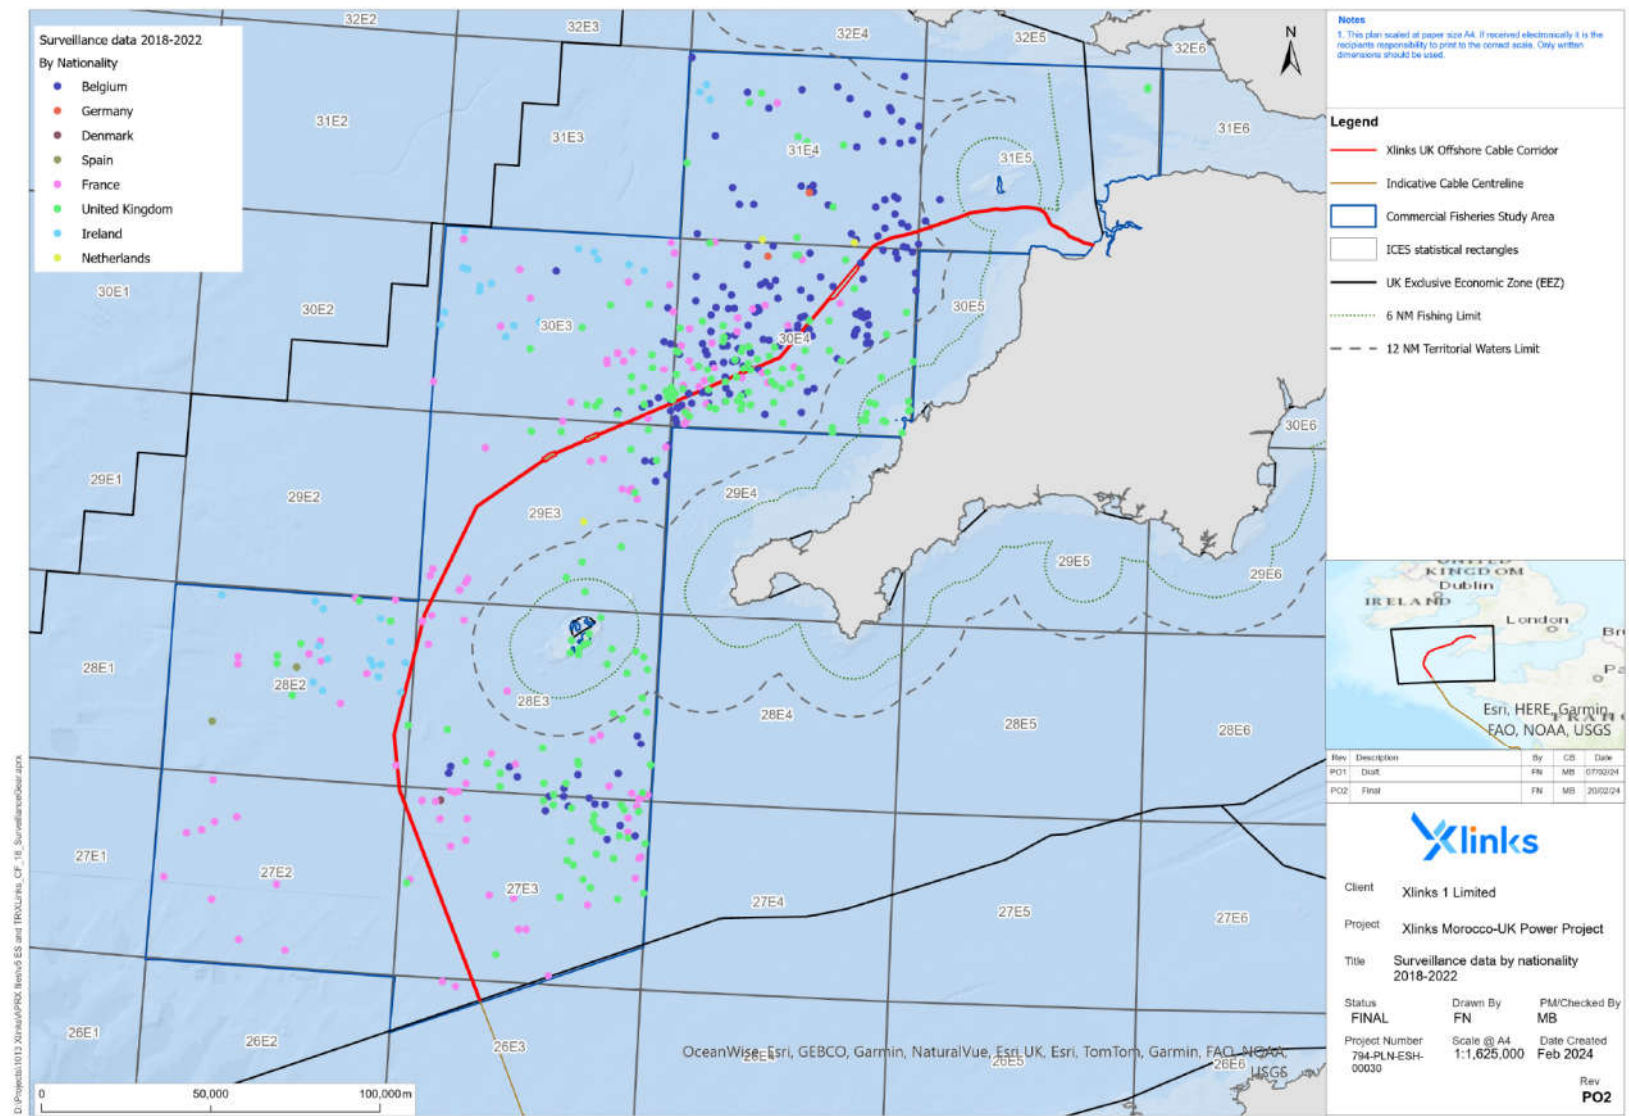 Surveillance data 2018-2022
By Nationality
Belgium
Germany
Denmark
Spain
France
United Kingdom
Ireland
Netherlands
32E2
32E3
32E4
32E5
32E6
31E2
31E3
31E4
31E5
31E6
30E1
30E2
30E3
30E4
30E5
30E6
29E1
29E2
29E3
29E4
29E5
29E6
28E1
28E2
28E3
28E4
28E5
28E6
27E1
27E2
27E3
27E4
27E5
27E6
26E1
26E2
26E3
26E4
26E5
26E6
N
0 50,000 100,000 m
OceanWise, Esri, GEBCO, Garmin, NaturalVue, Esri UK, Esri, TomTom, Garmin, FAO, NOAA,
USGS
Notes
1. This plan scaled at paper size A4. If received electronically it is the
recipients responsibility to print to the correct scale. Only written
dimensions should be used.
Legend
Xlinks UK Offshore Cable Corridor
Indicative Cable Centreline
Commercial Fisheries Study Area
ICES statistical rectangles
UK Exclusive Economic Zone (EEZ)
6 NM Fishing Limit
12 NM Territorial Waters Limit
UNITED
KINGDOM
Dublin
IRELAND
London
Esri, HERE, Garmin,
FAO, NOAA, USGS
Rev Description By CB Date
PO1 Draft FN MB 07/02/24
PO2 Final FN MB 20/02/24
Xlinks
Client Xlinks 1 Limited
Project Xlinks Morocco-UK Power Project
Title Surveillance data by nationality
2018-2022
Status Drawn By PM/Checked By
FINAL FN MB
Project Number Scale @ A4 Date Created
794-PLN-ESH-
00030 1:1,625,000 Feb 2024
Rev
PO2